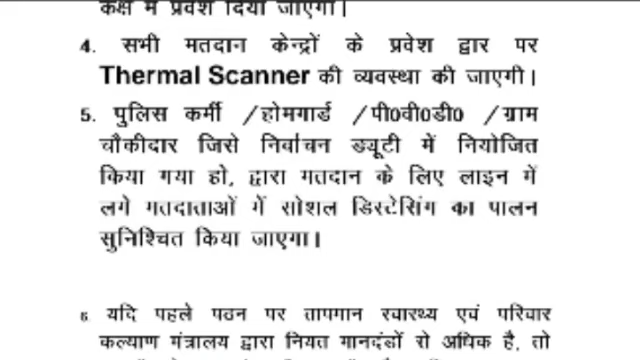 कक्ष में प्रवेश दिया जाएगा।
4. सभी मतदान केन्द्रों के प्रवेश द्वार पर
Thermal Scanner की व्यवस्था की जाएगी।
5. पुलिस कर्मी /होमगार्ड /पी0वी0डी0 /ग्राम
चौकीदार जिसे निर्वाचन ड्यूटी में नियोजित
किया गया हो, द्वारा मतदान के लिए लाइन में
लगे मतदाताओं में सोशल डिस्टेसिंग का पालन
सुनिश्चित किया जाएगा।
6. यदि पहले पठन पर तापमान स्वास्थ्य एवं परिवार
कल्याण मंत्रालय द्वारा नियत मानदंडों से अधिक है, तो